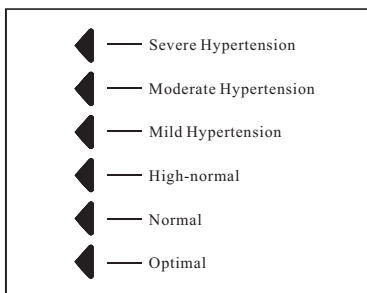 Severe Hypertension
Moderate Hypertension
Mild Hypertension
High-normal
Normal
Optimal